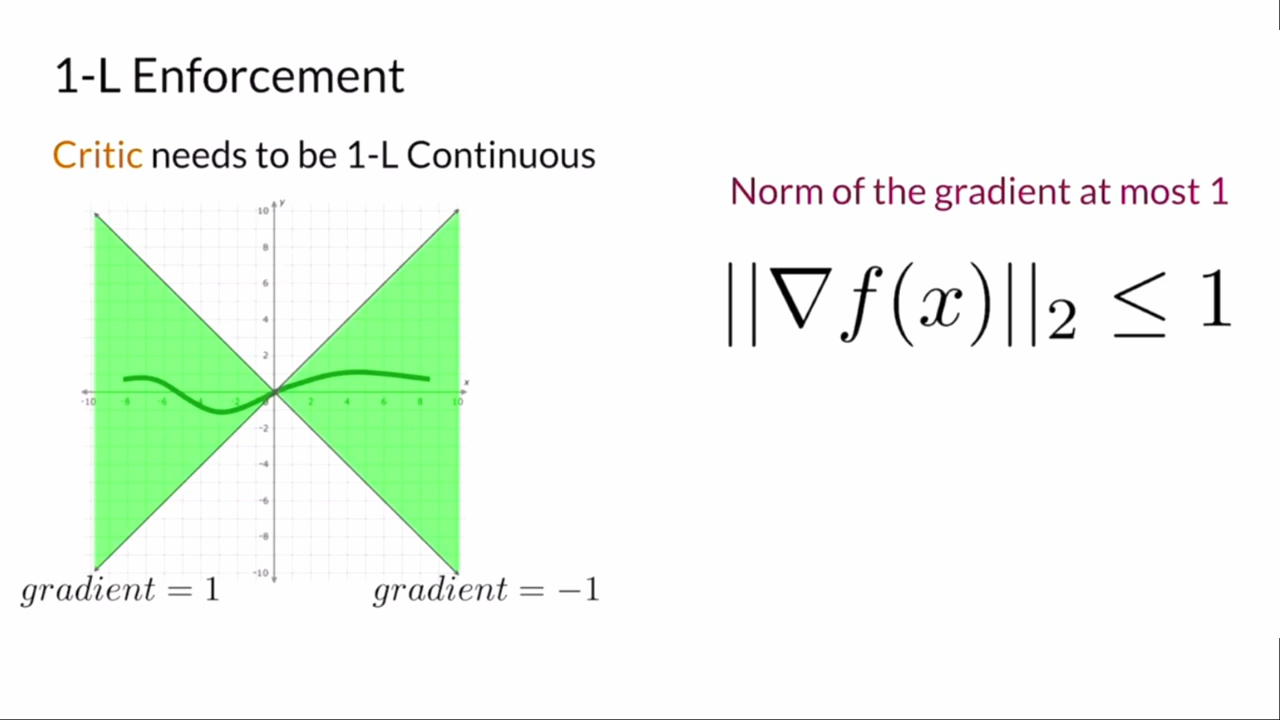 1-L Enforcement
Critic needs to be 1-L Continuous
Norm of the gradient at most 1
||∇f(x)||₂ ≤ 1
y
10
8
6
4
2
x
-10 -8 -6 -4 -2 0 2 4 6 8 10
-2
-4
-6
-8
-10
gradient = 1
gradient = −1